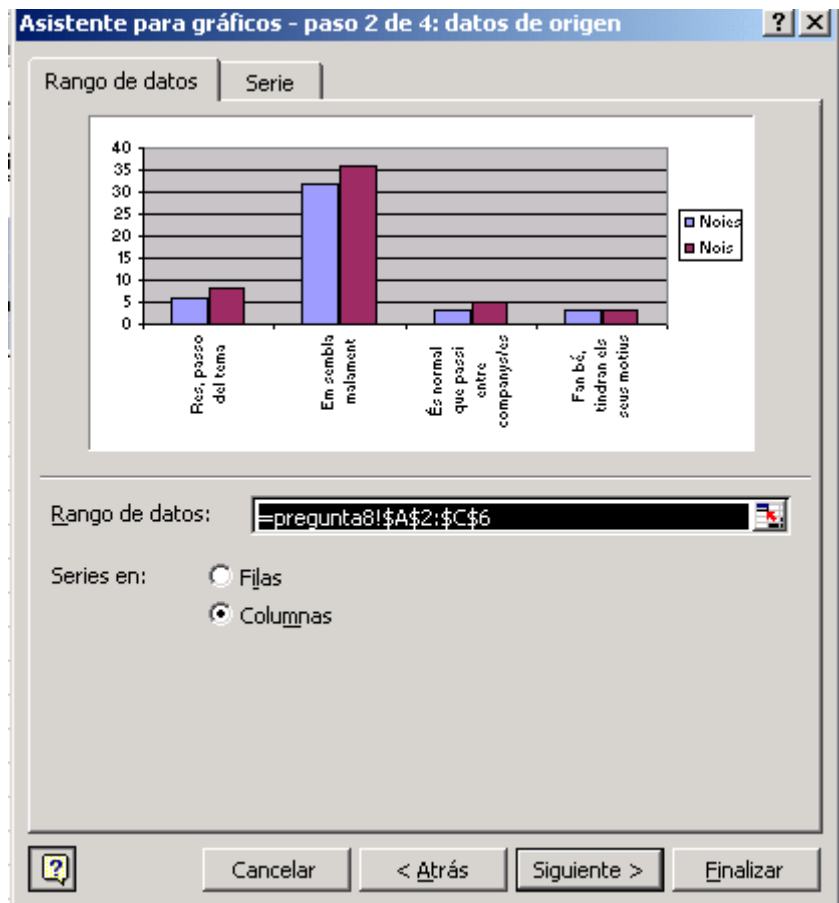 Asistente para gráficos - paso 2 de 4: datos de origen
Rango de datos
Serie
40
35
30
25
20
15
10
5
0
Noies
Nois
Res, passo
del tema
Em sembla
malament
És normal
que passi
entre
companys/es
Fan bé,
tindran els
seus motius
Rango de datos:
=pregunta8!$A$2:$C$6
Series en:
Filas
Columnas
Cancelar
< Atrás
Siguiente >
Finalizar